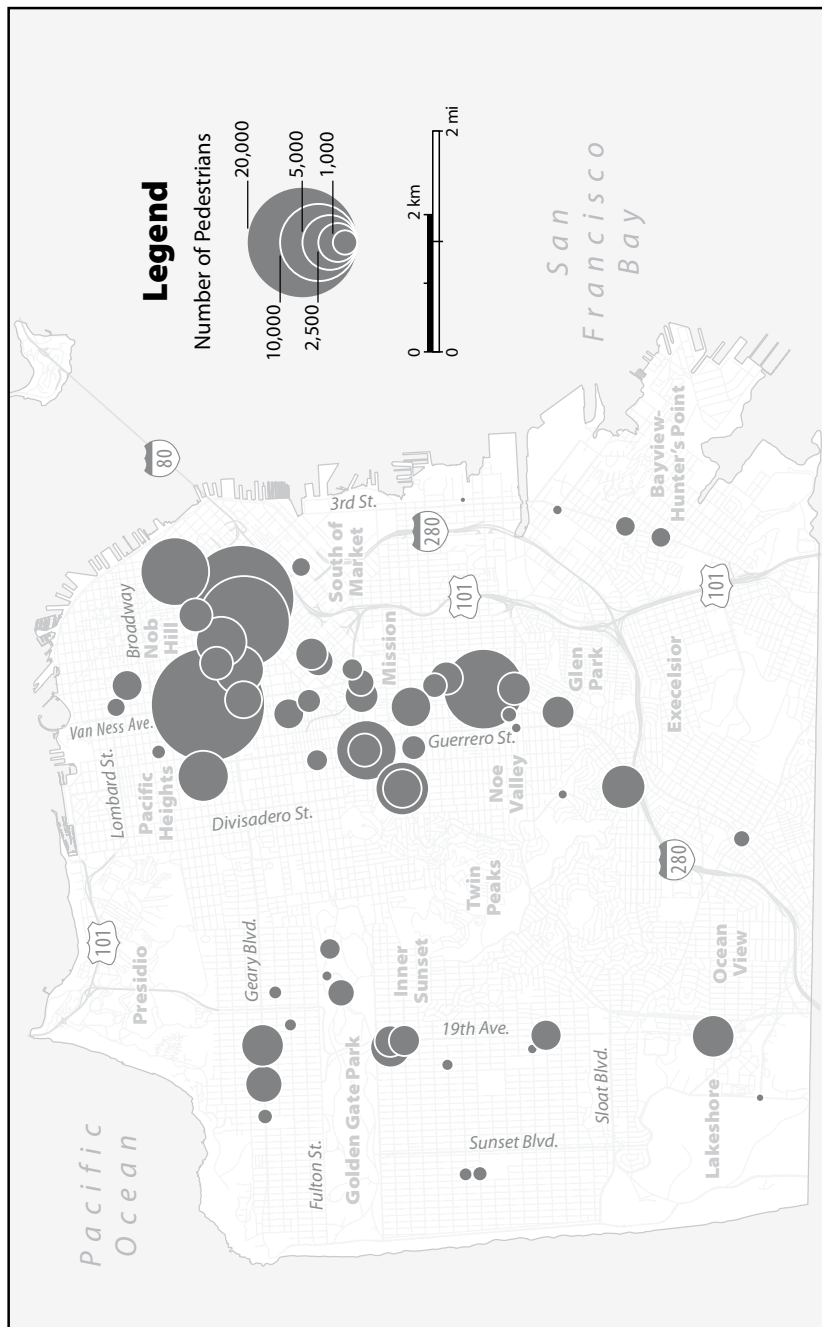 Legend
Number of Pedestrians
20,000
10,000
5,000
2,500
1,000
0
2 km
0
2 mi
Pacific
Ocean
San
Francisco
Bay
101
Presidio
Lombard St.
Van Ness Ave.
Broadway
80
Pacific
Heights
Nob
Hill
Geary Blvd.
Divisadero St.
Fulton St.
Golden Gate Park
Inner
Sunset
19th Ave.
Sunset Blvd.
Sloat Blvd.
Twin
Peaks
Noe
Valley
Guerrero St.
Mission
South of
Market
3rd St.
280
101
Glen
Park
Execelsior
280
Ocean
View
Lakeshore
101
Bayview-
Hunter's Point